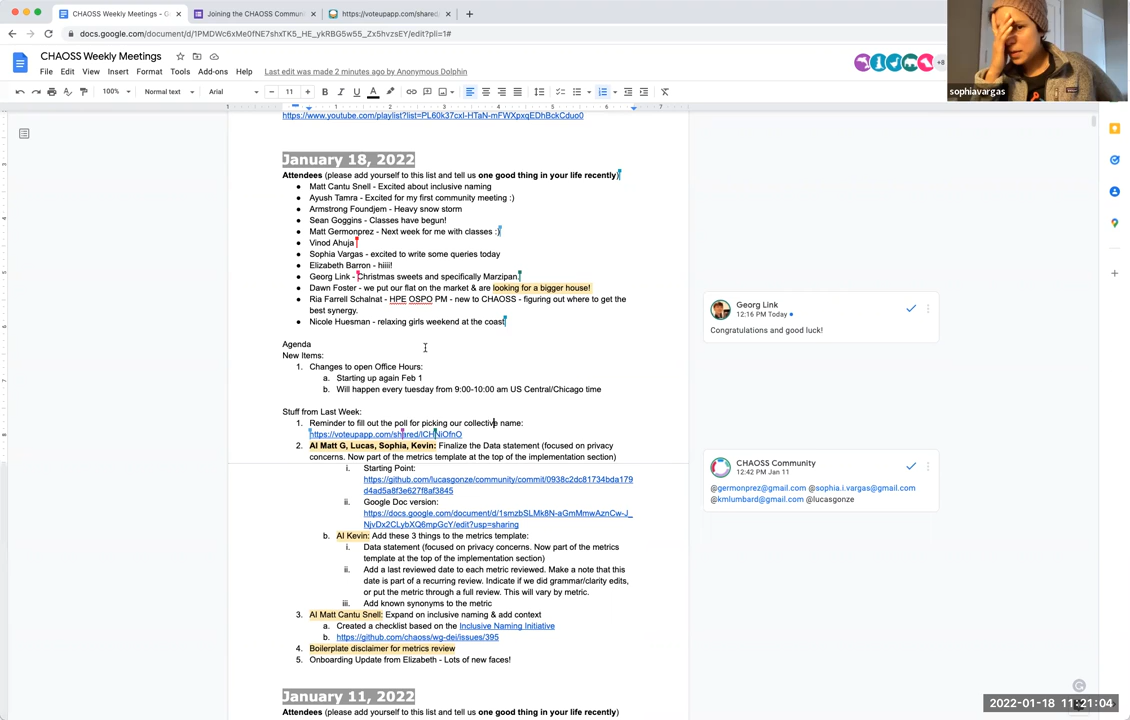 CHAOSS Weekly Meetings -
Joining the CHAOSS Commun
https://voteupapp.com/shared
docs.google.com/document/d/1PMDWc6xMe0fNE7shxTK5_HE_ykRBG5w55_Zx5hvzsEY/edit?pli=1#
CHAOSS Weekly Meetings
File Edit View Insert Format Tools Add-ons Help Last edit was made 2 minutes ago by Anonymous Dolphin
+8
sophiavargas
100% Normal text Arial 11
https://www.youtube.com/playlist?list=PL60k37cxI-HTaN-mFWXpxqEDhBckCduo0
January 18, 2022
Attendees (please add yourself to this list and tell us one good thing in your life recently)
Matt Cantu Snell - Excited about inclusive naming
Ayush Tamra - Excited for my first community meeting :)
Armstrong Foundjem - Heavy snow storm
Sean Goggins - Classes have begun!
Matt Germonprez - Next week for me with classes :)
Vinod Ahuja
Sophia Vargas - excited to write some queries today
Elizabeth Barron - hiiii!
Georg Link - Christmas sweets and specifically Marzipan.
Dawn Foster - we put our flat on the market & are looking for a bigger house!
Ria Farrell Schalnat - HPE OSPO PM - new to CHAOSS - figuring out where to get the
best synergy.
Nicole Huesman - relaxing girls weekend at the coast
Georg Link
12:16 PM Today
Congratulations and good luck!
Agenda
New Items:
1. Changes to open Office Hours:
a. Starting up again Feb 1
b. Will happen every tuesday from 9:00-10:00 am US Central/Chicago time
Stuff from Last Week:
1. Reminder to fill out the poll for picking our collective name:
https://voteupapp.com/shared/lCHNiOfnO
2. AI Matt G, Lucas, Sophia, Kevin: Finalize the Data statement (focused on privacy
concerns. Now part of the metrics template at the top of the implementation section)
i. Starting Point:
https://github.com/lucasgonze/community/commit/0938c2dc81734bda179
d4ad5a8f3e627f8af3845
ii. Google Doc version:
https://docs.google.com/document/d/1smzbSLMk8N-aGmMmwAznCw-J_
NjvDx2CLybXQ6mpGcY/edit?usp=sharing
CHAOSS Community
12:42 PM Jan 11
@germonprez@gmail.com @sophia.i.vargas@gmail.com
@kmlumbard@gmail.com @lucasgonze
b. AI Kevin: Add these 3 things to the metrics template:
i. Data statement (focused on privacy concerns. Now part of the metrics
template at the top of the implementation section)
ii. Add a last reviewed date to each metric reviewed. Make a note that this
date is part of a recurring review. Indicate if we did grammar/clarity edits,
or put the metric through a full review. This will vary by metric.
iii. Add known synonyms to the metric
3. AI Matt Cantu Snell: Expand on inclusive naming & add context
a. Created a checklist based on the Inclusive Naming Initiative
b. https://github.com/chaoss/wg-dei/issues/395
4. Boilerplate disclaimer for metrics review
5. Onboarding Update from Elizabeth - Lots of new faces!
January 11, 2022
Attendees (please add yourself to this list and tell us one good thing in your life recently)
2022-01-18 11:21:04